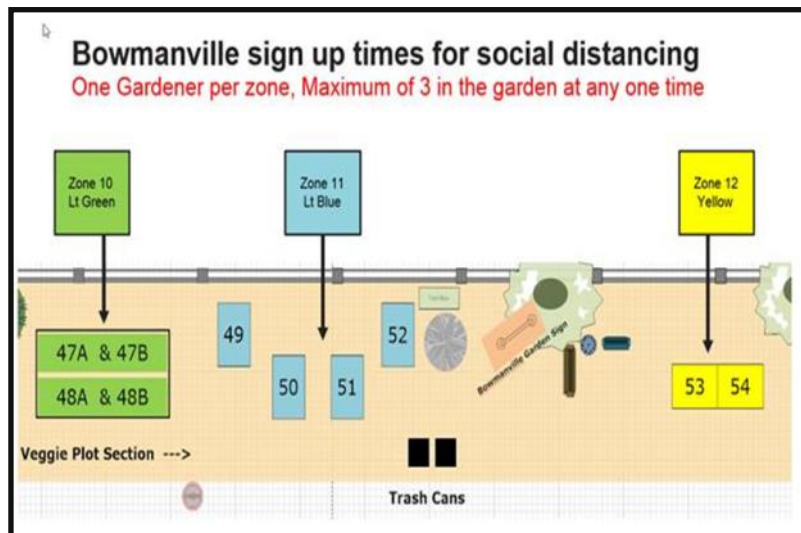 Bowmanville sign up times for social distancing
One Gardener per zone, Maximum of 3 in the garden at any one time
Zone 10
Lt Green
Zone 11
Lt Blue
Zone 12
Yellow
49
52
47A & 47B
48A & 48B
50
51
Bowmanville Garden Sign
53
54
Veggie Plot Section --->
Trash Cans